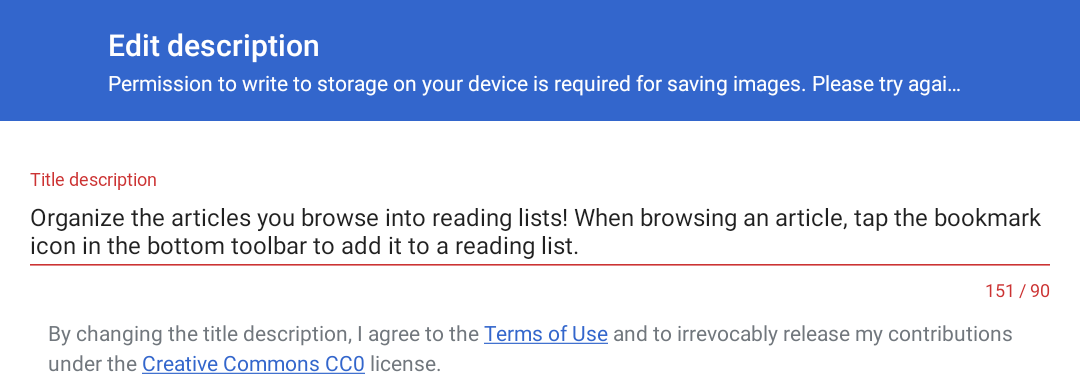 Edit description
Permission to write to storage on your device is required for saving images. Please try agai…
Title description
Organize the articles you browse into reading lists! When browsing an article, tap the bookmark
icon in the bottom toolbar to add it to a reading list.
151 / 90
By changing the title description, I agree to the Terms of Use and to irrevocably release my contributions
under the Creative Commons CC0 license.